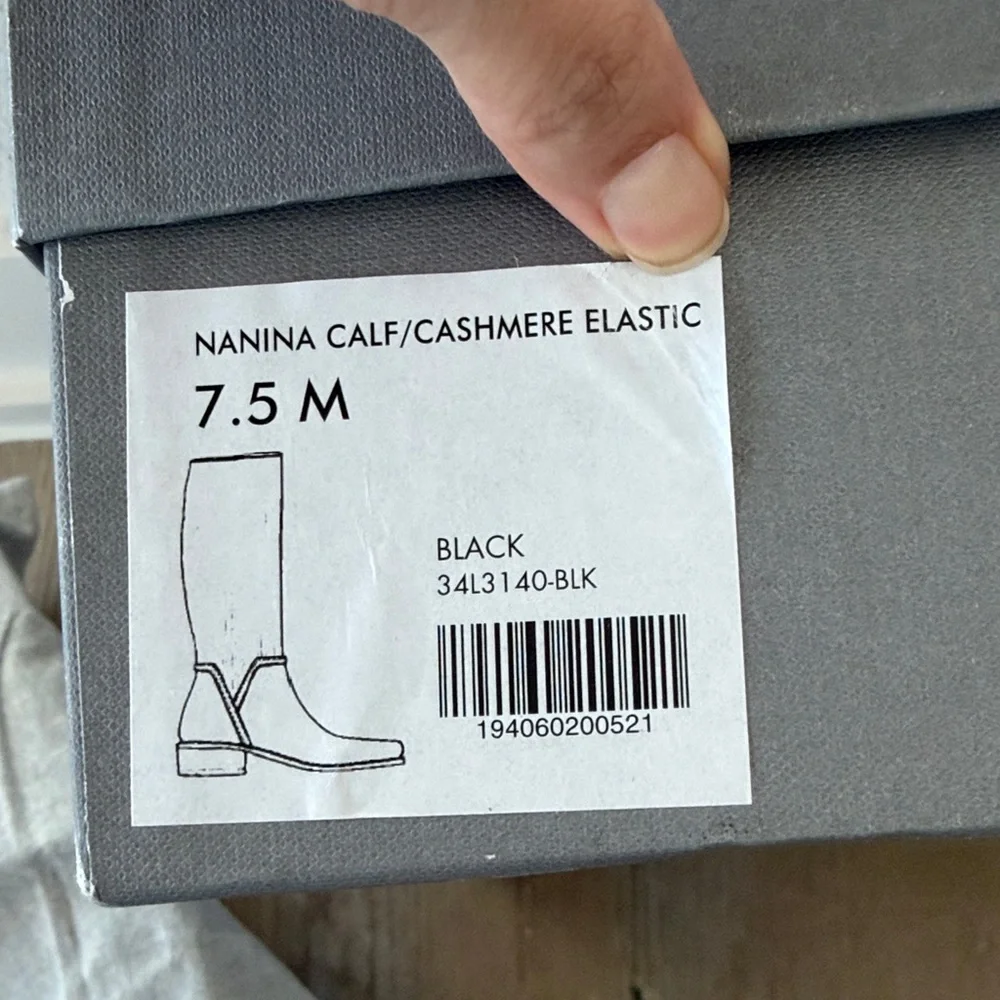 NANINA CALF/CASHMERE ELASTIC
7.5 M
BLACK
34L3140-BLK
194060200521